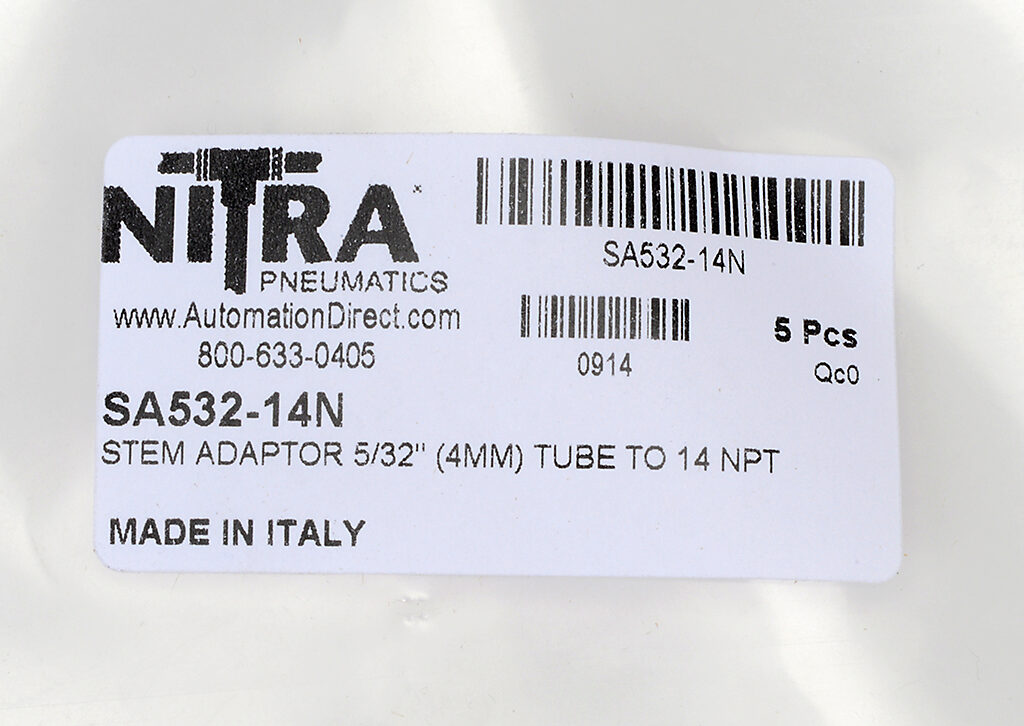 NITRA
PNEUMATICS
www.AutomationDirect.com
800-633-0405
SA532-14N
0914
5 Pcs
Qc0
SA532-14N
STEM ADAPTOR 5/32" (4MM) TUBE TO 14 NPT
MADE IN ITALY